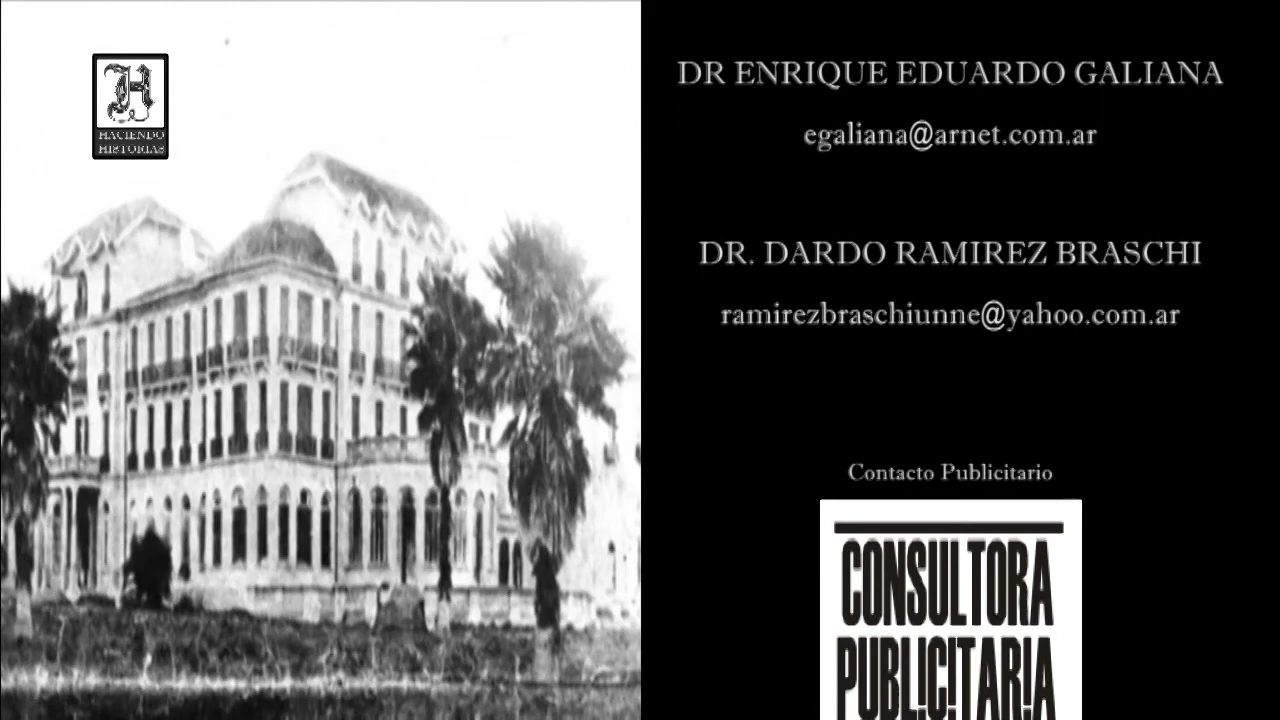 H
HACIENDO
HISTORIAS
DR ENRIQUE EDUARDO GALIANA
egaliana@arnet.com.ar
DR. DARDO RAMIREZ BRASCHI
ramirezbraschiunne@yahoo.com.ar
Contacto Publicitario
CONSULTORA
PUBLICITARIA